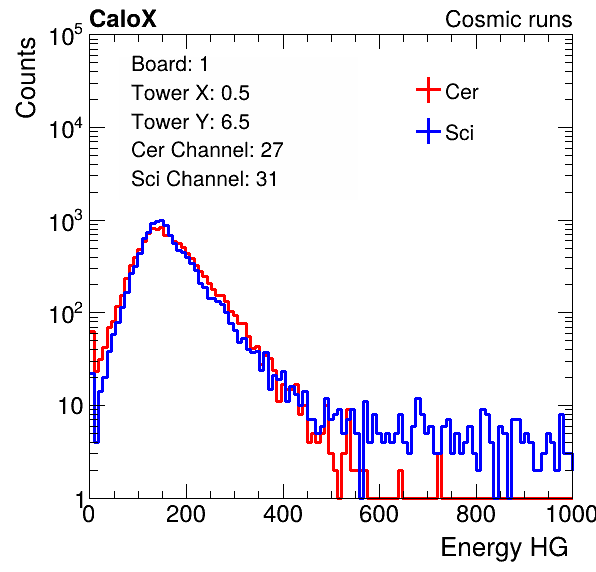 CaloX Cosmic runs
Counts
Board: 1
Tower X: 0.5
Tower Y: 6.5
Cer Channel: 27
Sci Channel: 31
Cer
Sci
10^5
10^4
10^3
10^2
10
1
0 200 400 600 800 1000
Energy HG